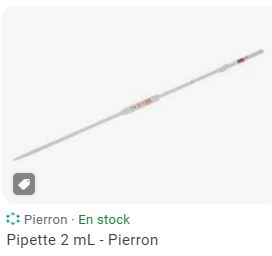 Pierron · En stock
Pipette 2 mL - Pierron